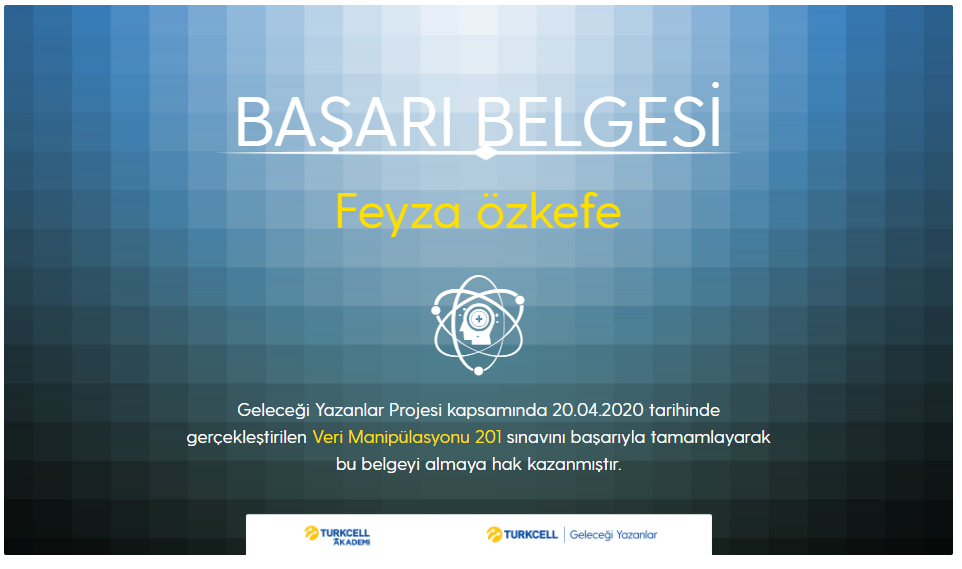 BAŞARI BELGESİ
Feyza özkefe
Geleceği Yazanlar Projesi kapsamında 20.04.2020 tarihinde
gerçekleştirilen Veri Manipülasyonu 201 sınavını başarıyla tamamlayarak
bu belgeyi almaya hak kazanmıştır.
TURKCELL
AKADEMİ
TURKCELL Geleceği Yazanlar